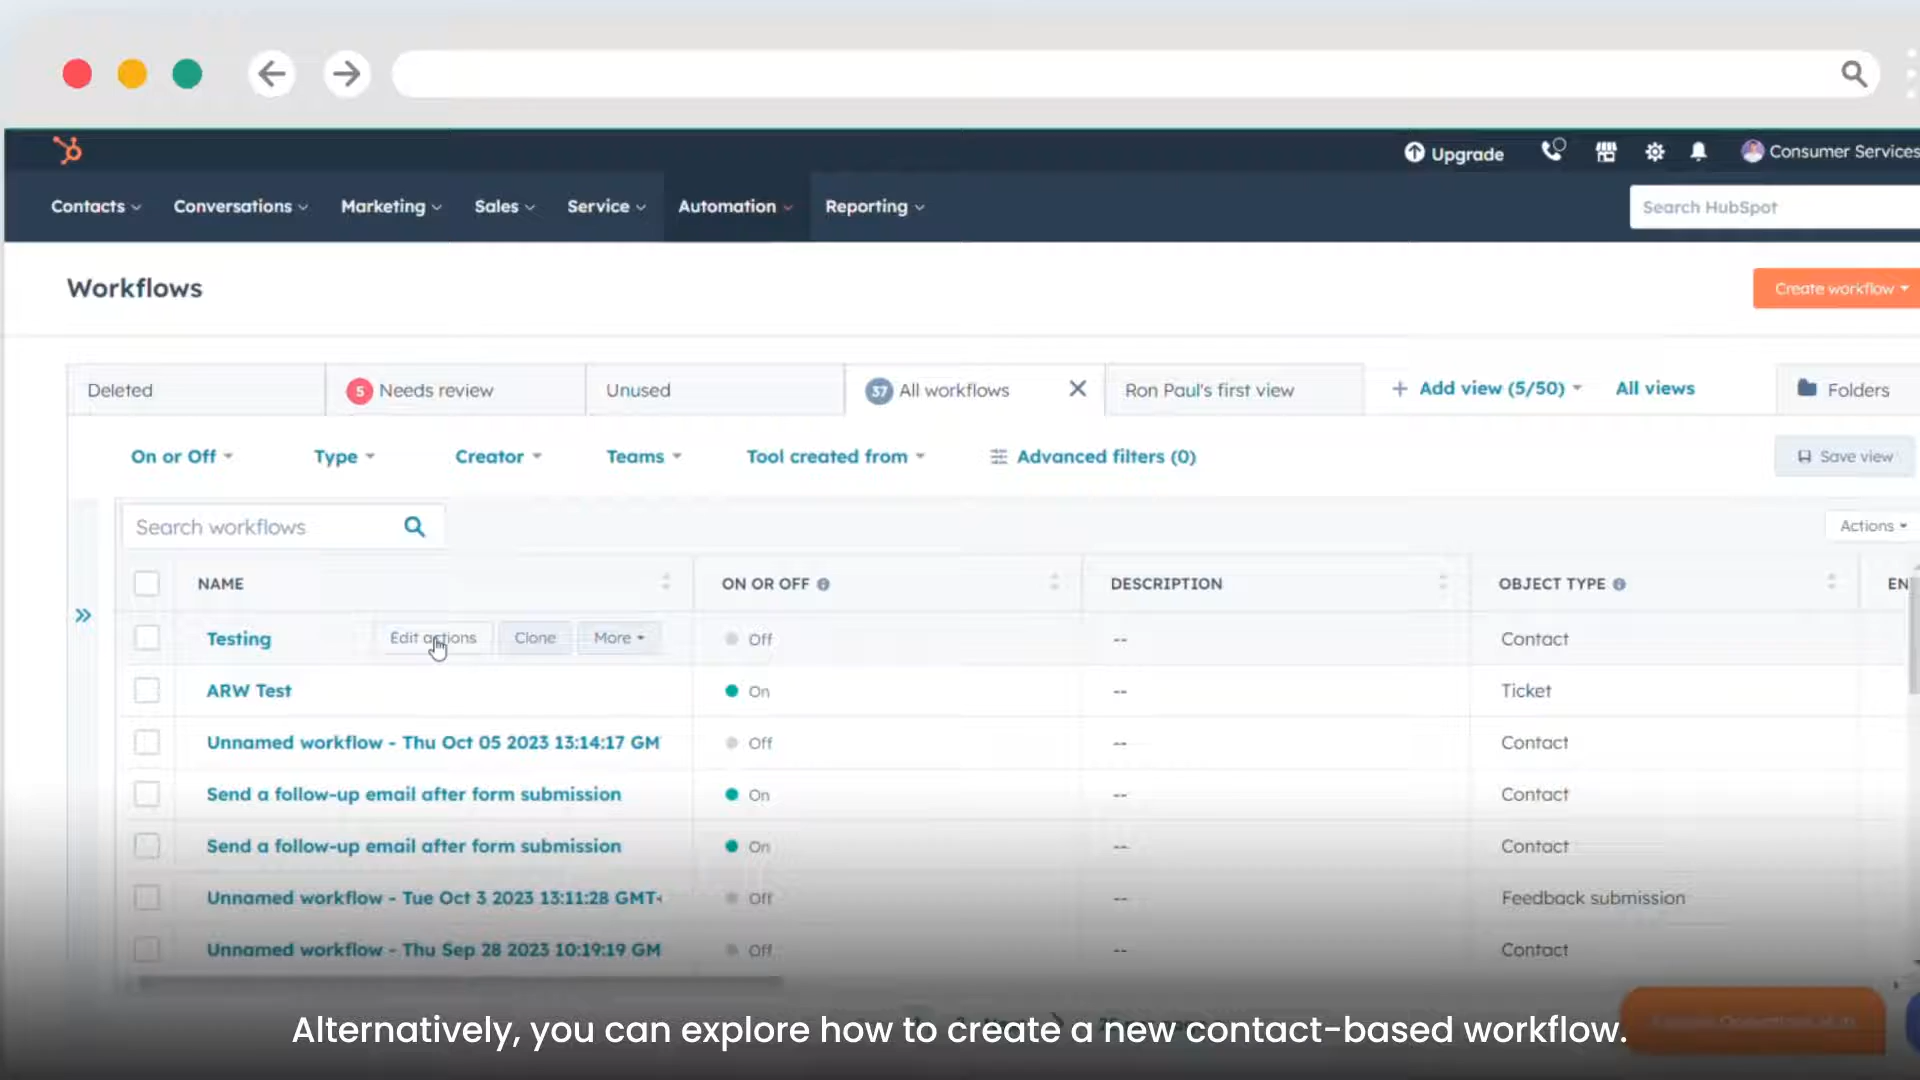 Upgrade
Consumer Services
Contacts
Conversations
Marketing
Sales
Service
Automation
Reporting
Search HubSpot
Workflows
Create workflow
Deleted
5 Needs review
Unused
37 All workflows
Ron Paul's first view
Add view (5/50)
All views
Folders
On or Off
Type
Creator
Teams
Tool created from
Advanced filters (0)
Save view
Search workflows
Actions
NAME
ON OR OFF
DESCRIPTION
OBJECT TYPE
EN
Testing
Edit actions
Clone
More
Off
--
Contact
ARW Test
On
--
Ticket
Unnamed workflow - Thu Oct 05 2023 13:14:17 GM
Off
--
Contact
Send a follow-up email after form submission
On
--
Contact
Send a follow-up email after form submission
On
--
Contact
Unnamed workflow - Tue Oct 3 2023 13:11:28 GMT
Off
--
Feedback submission
Unnamed workflow - Thu Sep 28 2023 10:19:19 GM
Off
--
Contact
Alternatively, you can explore how to create a new contact-based workflow.